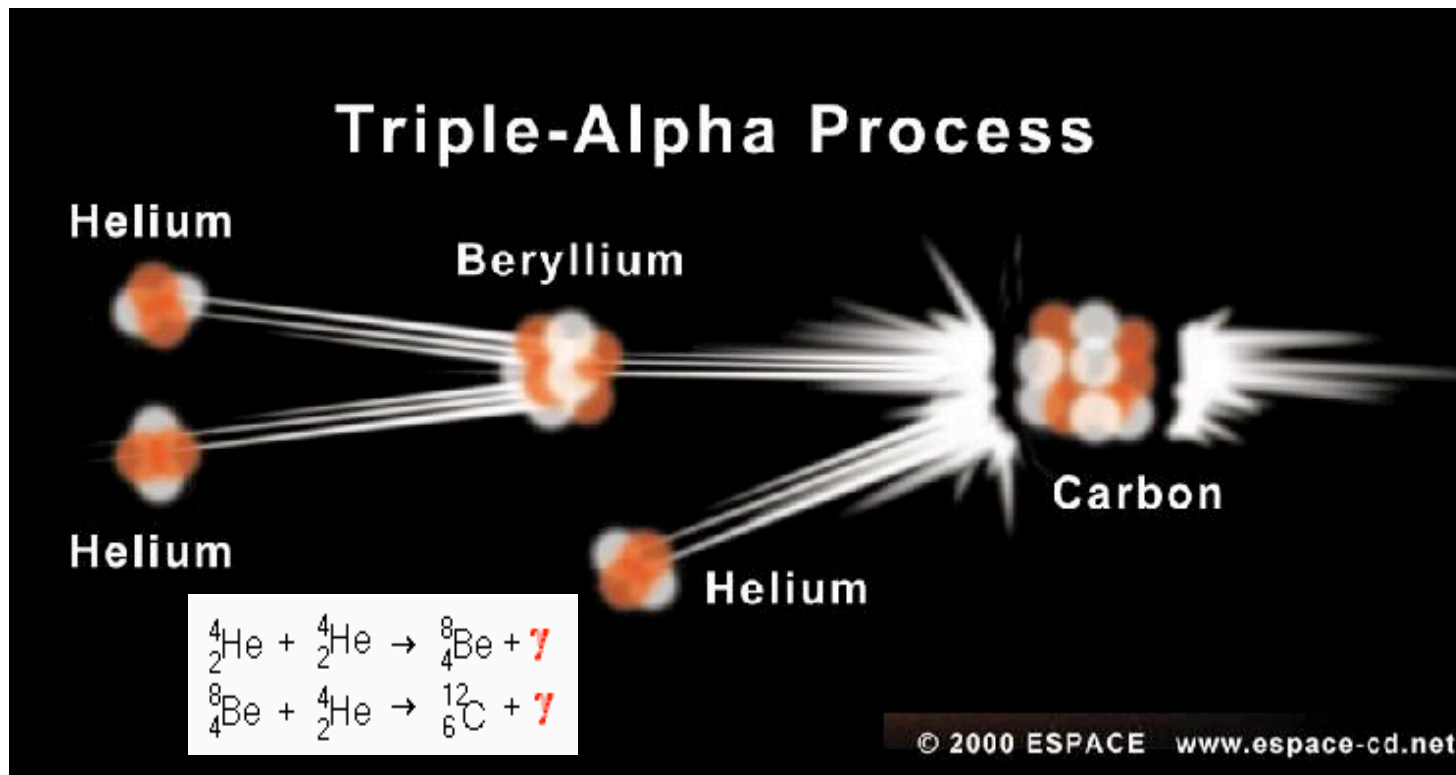 Triple-Alpha Process
Helium
Beryllium
Helium
Carbon
Helium
⁴₂He + ⁴₂He → ⁸₄Be + γ
⁸₄Be + ⁴₂He → ¹²₆C + γ
© 2000 ESPACE www.espace-cd.net